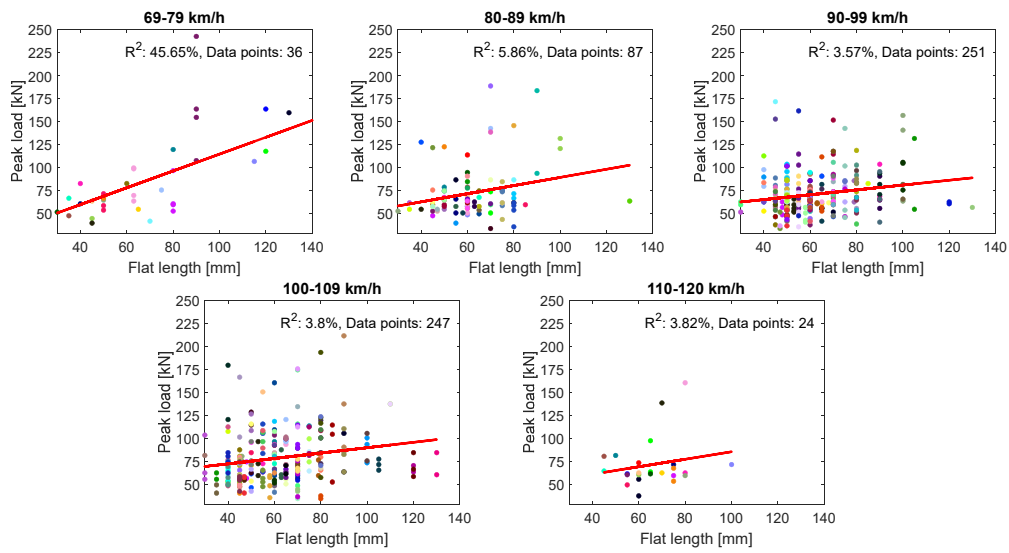 69-79 km/h
R2: 45.65%, Data points: 36
250
225
200
175
150
125
100
75
50
Peak load [kN]
40 60 80 100 120 140
Flat length [mm]
80-89 km/h
R2: 5.86%, Data points: 87
250
225
200
175
150
125
100
75
50
Peak load [kN]
40 60 80 100 120 140
Flat length [mm]
90-99 km/h
R2: 3.57%, Data points: 251
250
225
200
175
150
125
100
75
50
Peak load [kN]
40 60 80 100 120 140
Flat length [mm]
100-109 km/h
R2: 3.8%, Data points: 247
250
225
200
175
150
125
100
75
50
Peak load [kN]
40 60 80 100 120 140
Flat length [mm]
110-120 km/h
R2: 3.82%, Data points: 24
250
225
200
175
150
125
100
75
50
Peak load [kN]
40 60 80 100 120 140
Flat length [mm]